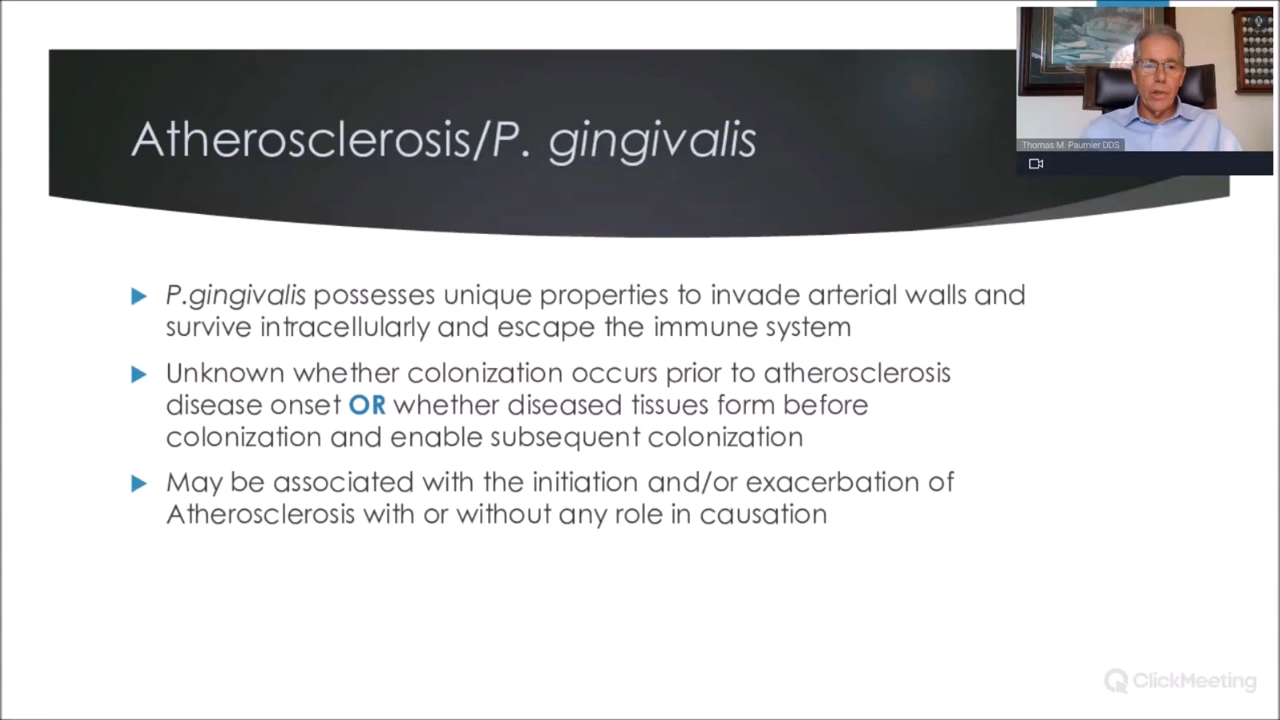 Atherosclerosis/P. gingivalis
Thomas M. Paumier DDS
P.gingivalis possesses unique properties to invade arterial walls and
survive intracellularly and escape the immune system
Unknown whether colonization occurs prior to atherosclerosis
disease onset OR whether diseased tissues form before
colonization and enable subsequent colonization
May be associated with the initiation and/or exacerbation of
Atherosclerosis with or without any role in causation
ClickMeeting